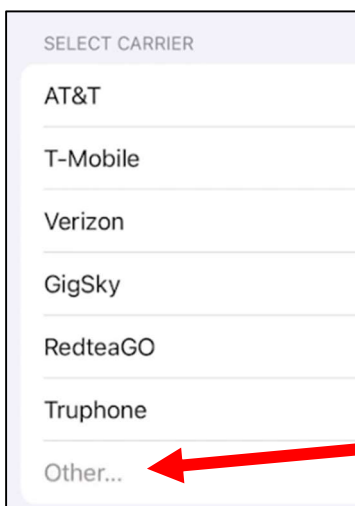 SELECT CARRIER
AT&T
T-Mobile
Verizon
GigSky
RedteaGO
Truphone
Other...